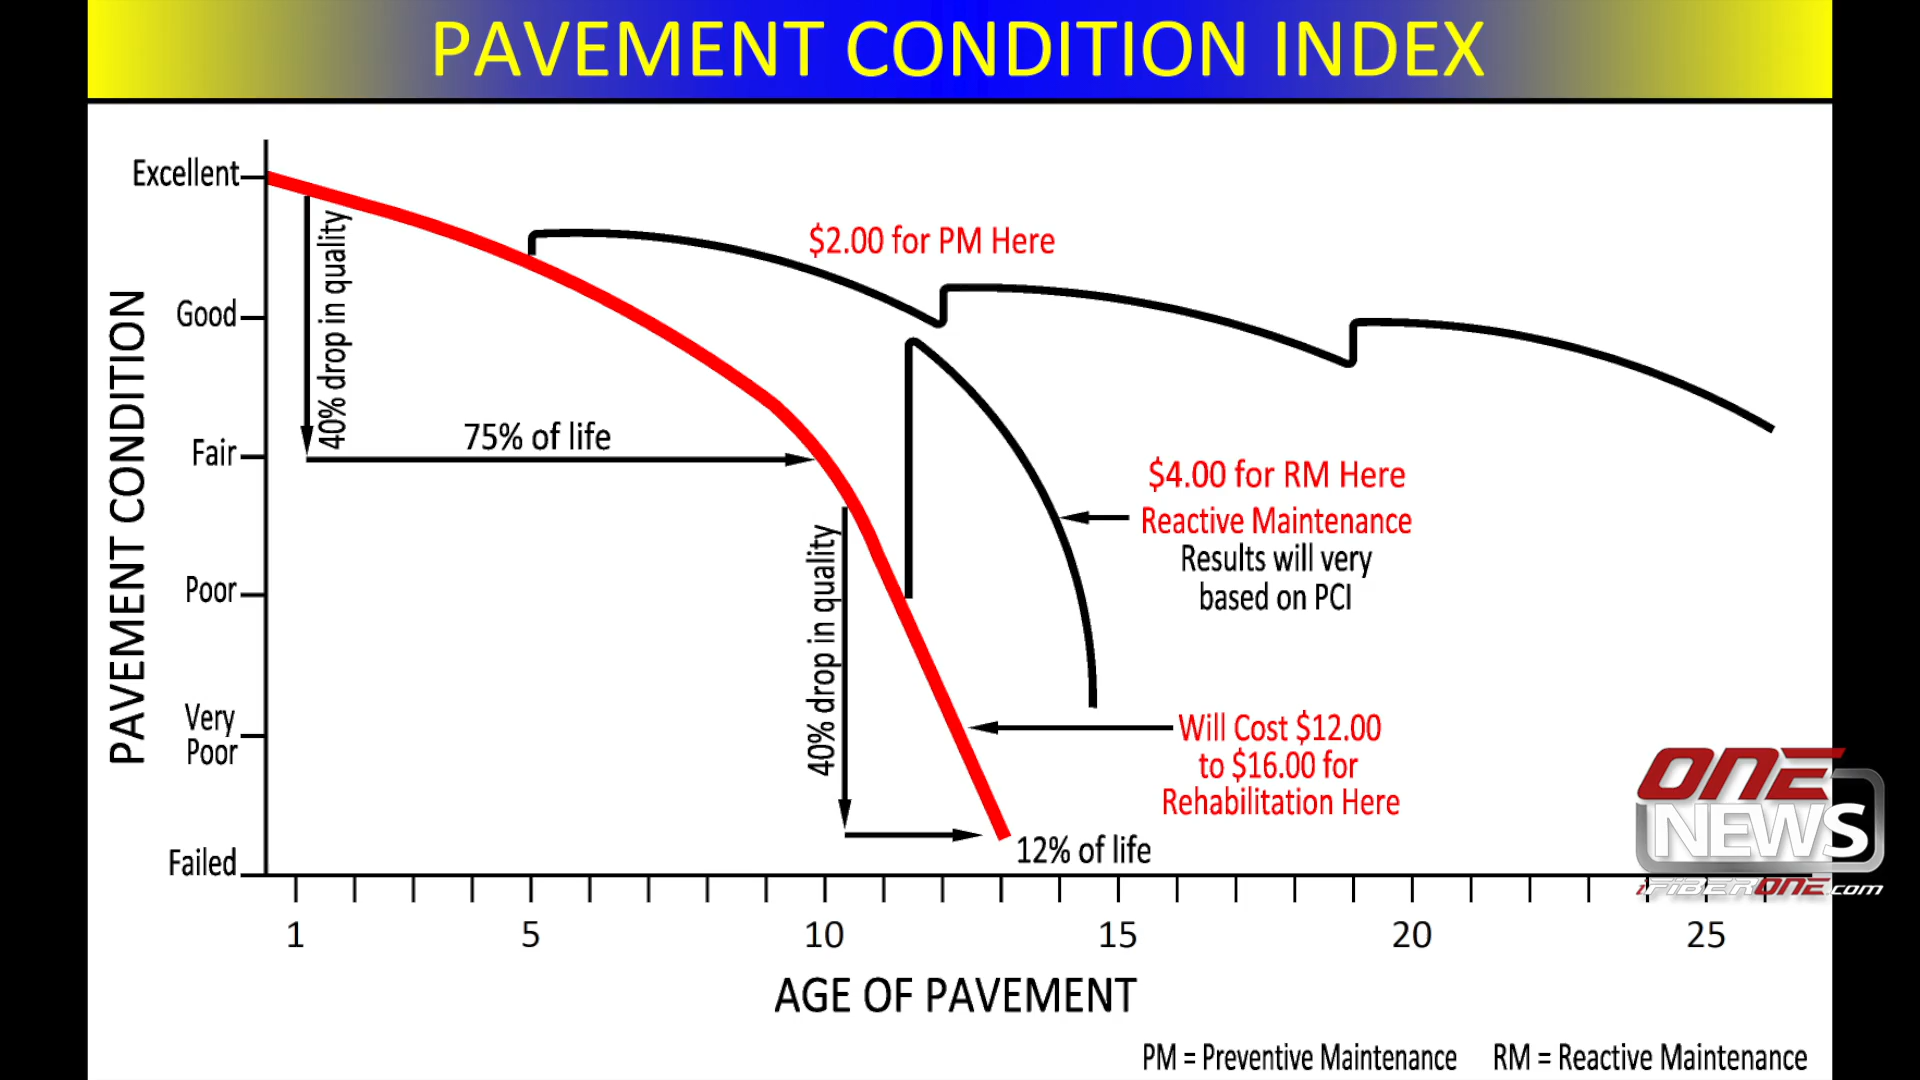 PAVEMENT CONDITION INDEX
PAVEMENT CONDITION
Excellent
Good
Fair
Poor
Very
Poor
Failed
40% drop in quality
75% of life
$2.00 for PM Here
40% drop in quality
12% of life
$4.00 for RM Here
Reactive Maintenance
Results will very
based on PCI
Will Cost $12.00
to $16.00 for
Rehabilitation Here
1 5 10 15 20 25
AGE OF PAVEMENT
PM = Preventive Maintenance RM = Reactive Maintenance
ONE
NEWS
iFIBERONE.com